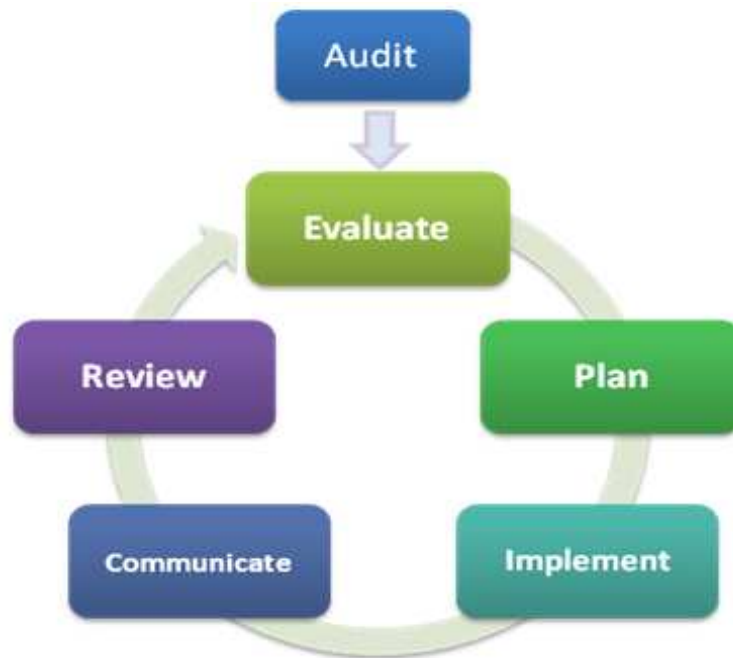 Audit
Evaluate
Plan
Implement
Communicate
Review